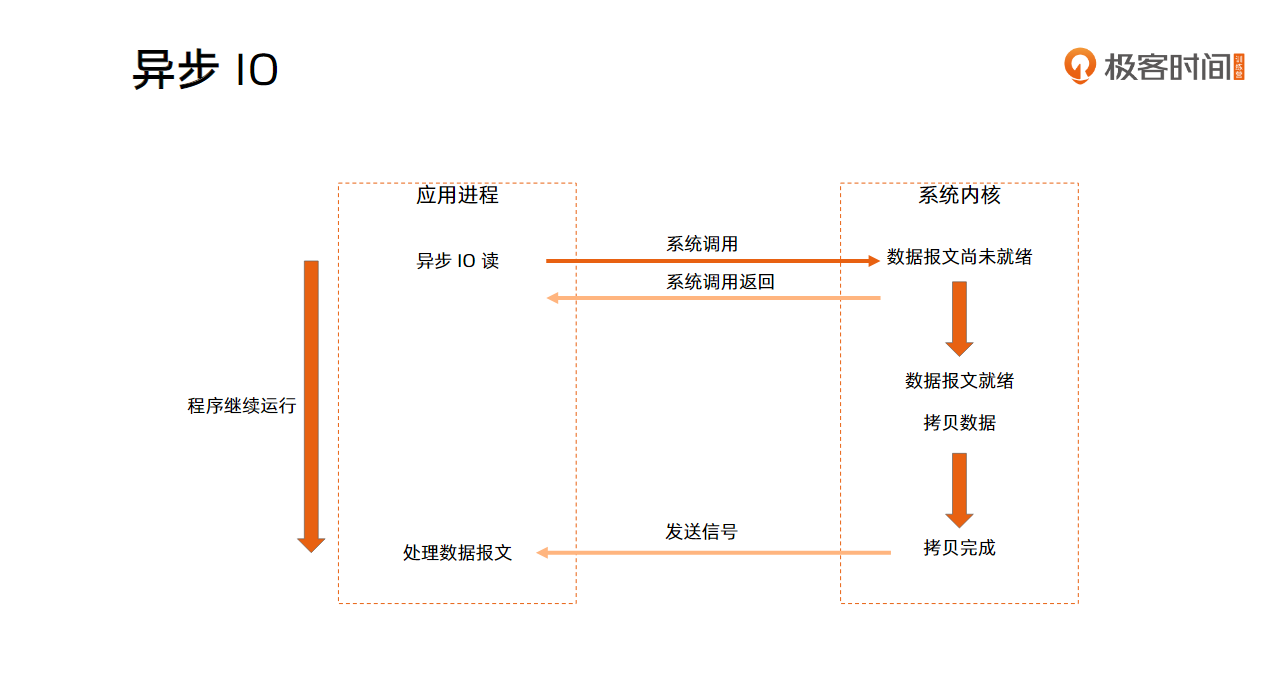 异步 IO
极客时间
训练营
应用进程
系统内核
系统调用
异步 IO 读
数据报文尚未就绪
系统调用返回
数据报文就绪
程序继续运行
拷贝数据
发送信号
处理数据报文
拷贝完成